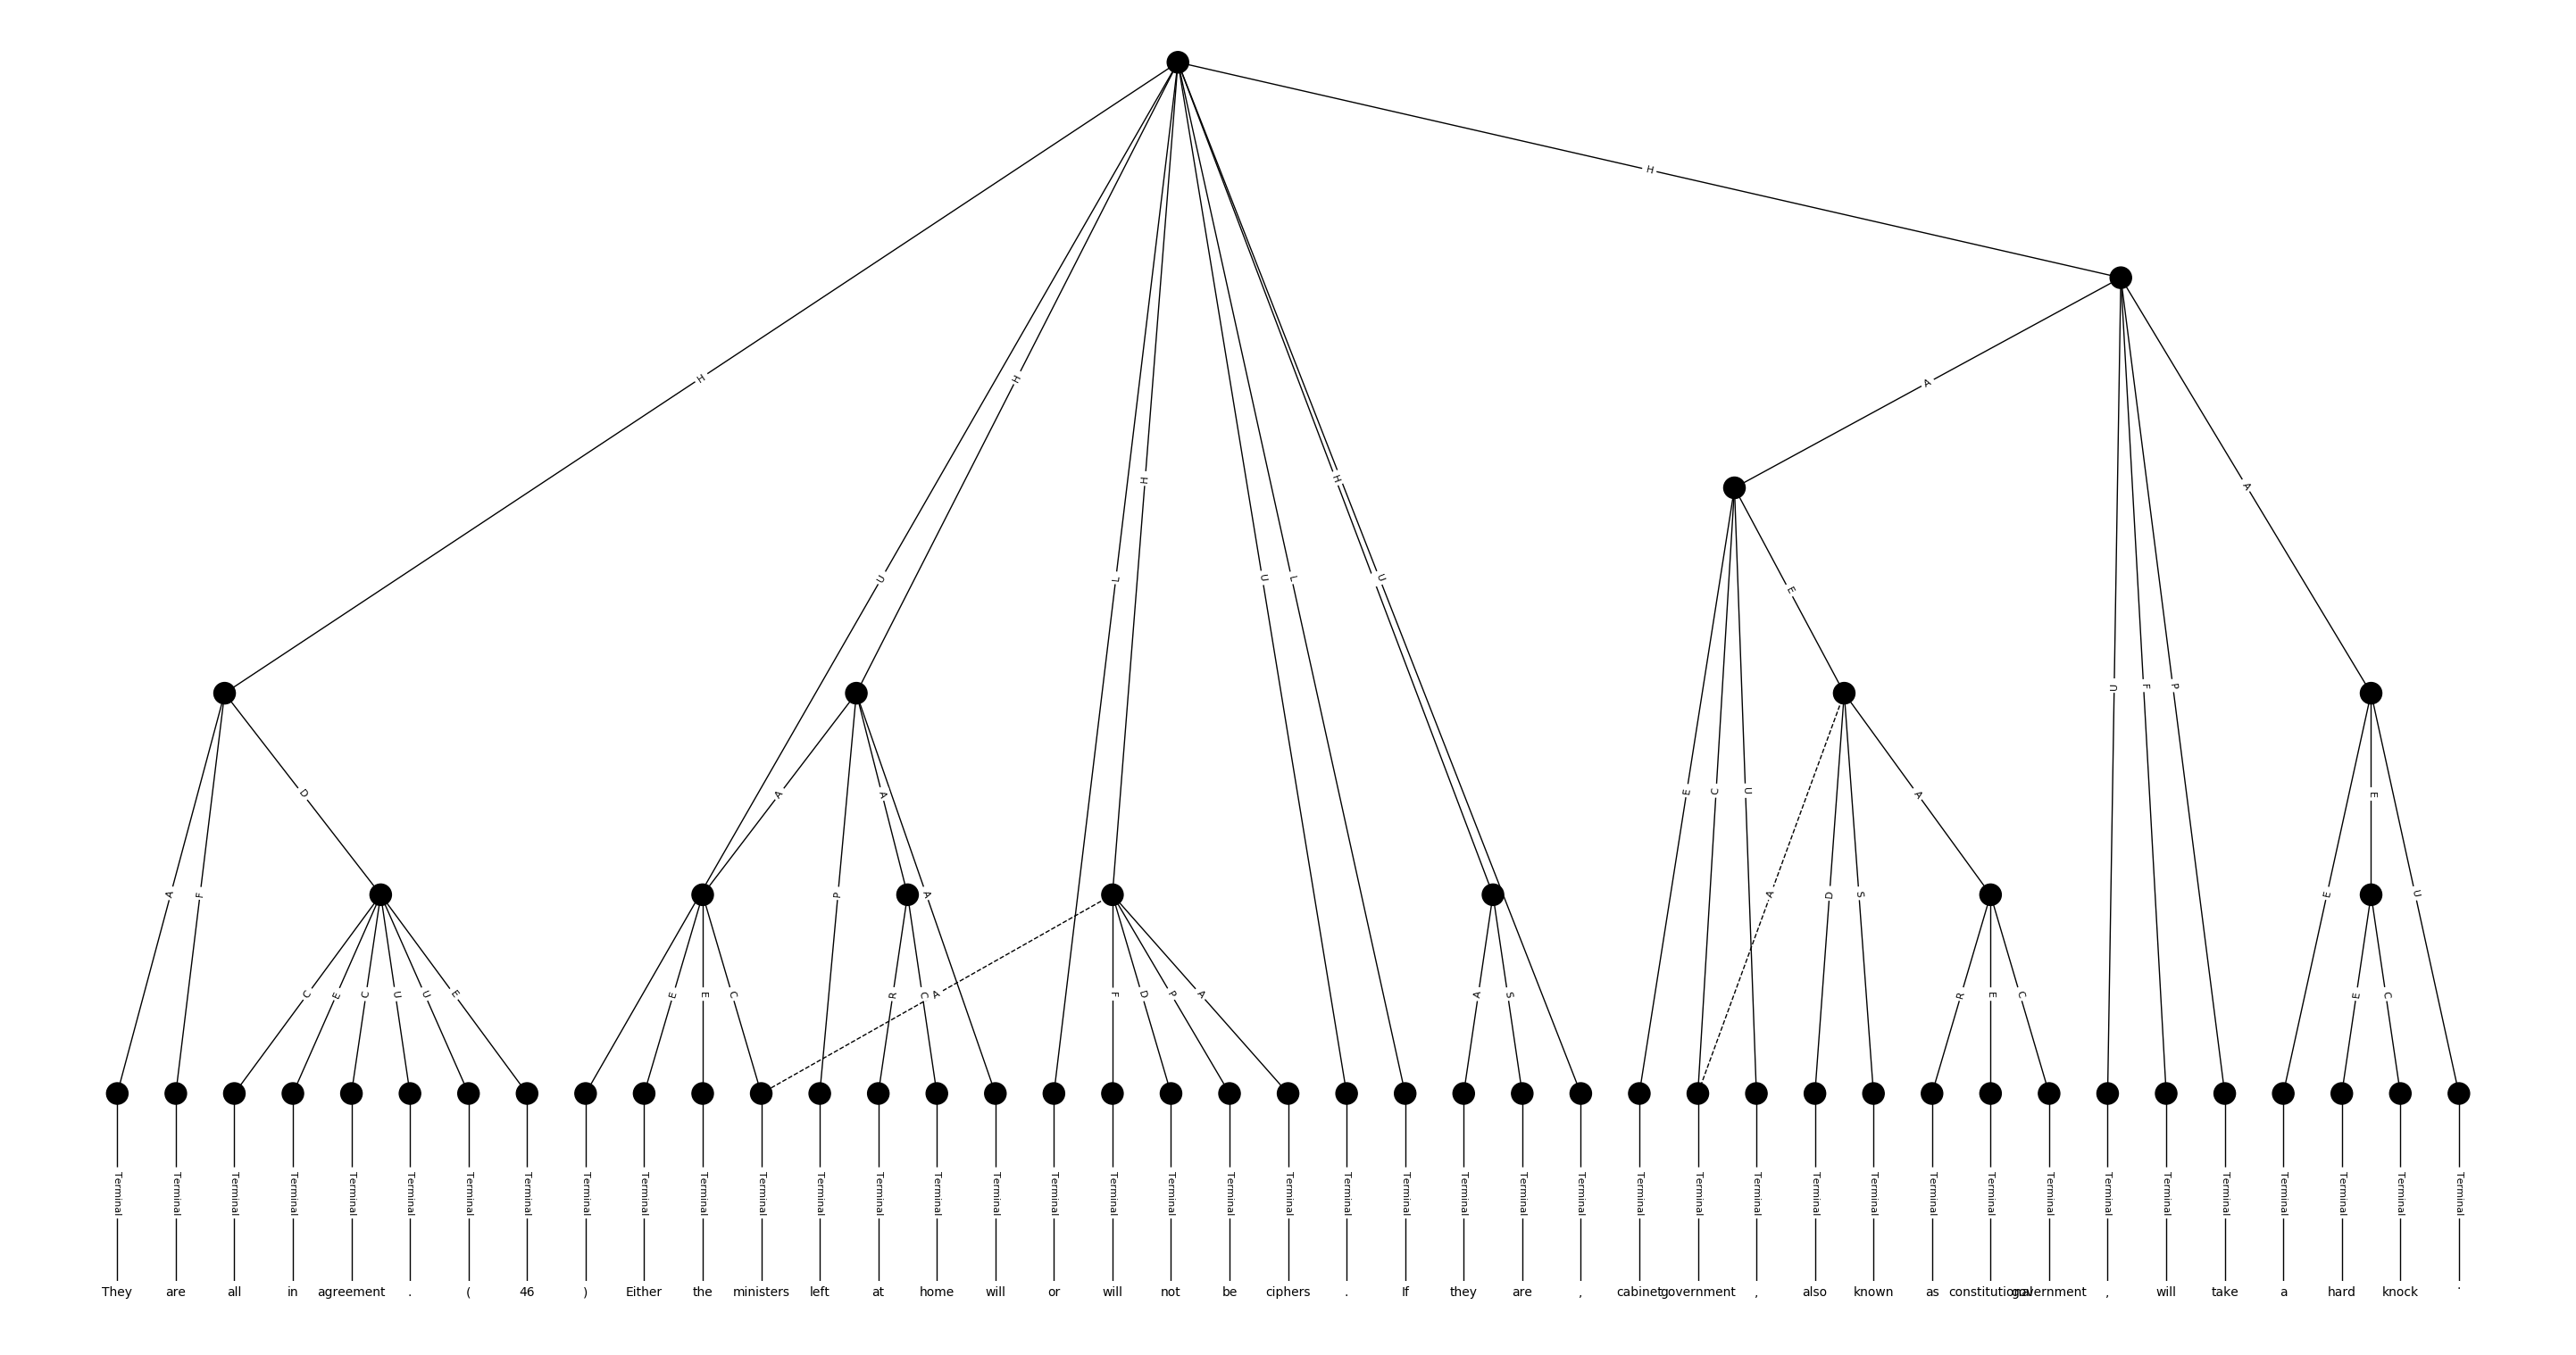 H
H
H
A
H
H
A
U
L
U
L
U
E
U
F
P
D
A
A
E
C
U
A
E
A
F
P
A
E
A
D
S
U
C
E
C
U
U
E
E
E
C
R
C
A
F
D
P
A
A
S
R
E
C
E
C
Terminal Terminal Terminal Terminal Terminal Terminal Terminal Terminal Terminal Terminal Terminal Terminal Terminal Terminal Terminal Terminal Terminal Terminal Terminal Terminal Terminal Terminal Terminal Terminal Terminal Terminal Terminal Terminal Terminal Terminal Terminal Terminal Terminal Terminal Terminal Terminal Terminal Terminal Terminal Terminal Terminal
They are all in agreement . ( 46 ) Either the ministers left at home will or will not be ciphers . If they are , cabinet government , also known as constitutional government , will take a hard knock .